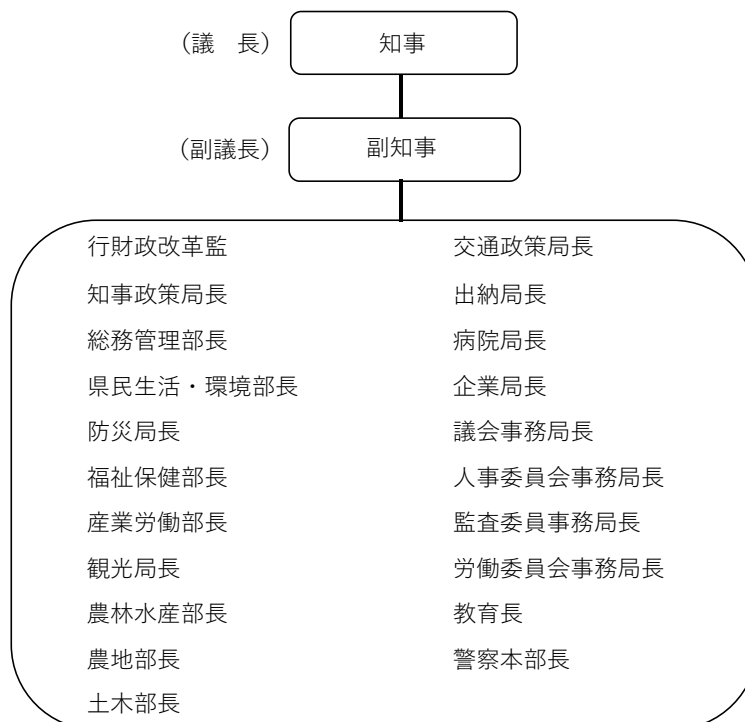 （議　長）
知事
（副議長）
副知事
行財政改革監
知事政策局長
総務管理部長
県民生活・環境部長
防災局長
福祉保健部長
産業労働部長
観光局長
農林水産部長
農地部長
土木部長
交通政策局長
出納局長
病院局長
企業局長
議会事務局長
人事委員会事務局長
監査委員事務局長
労働委員会事務局長
教育長
警察本部長